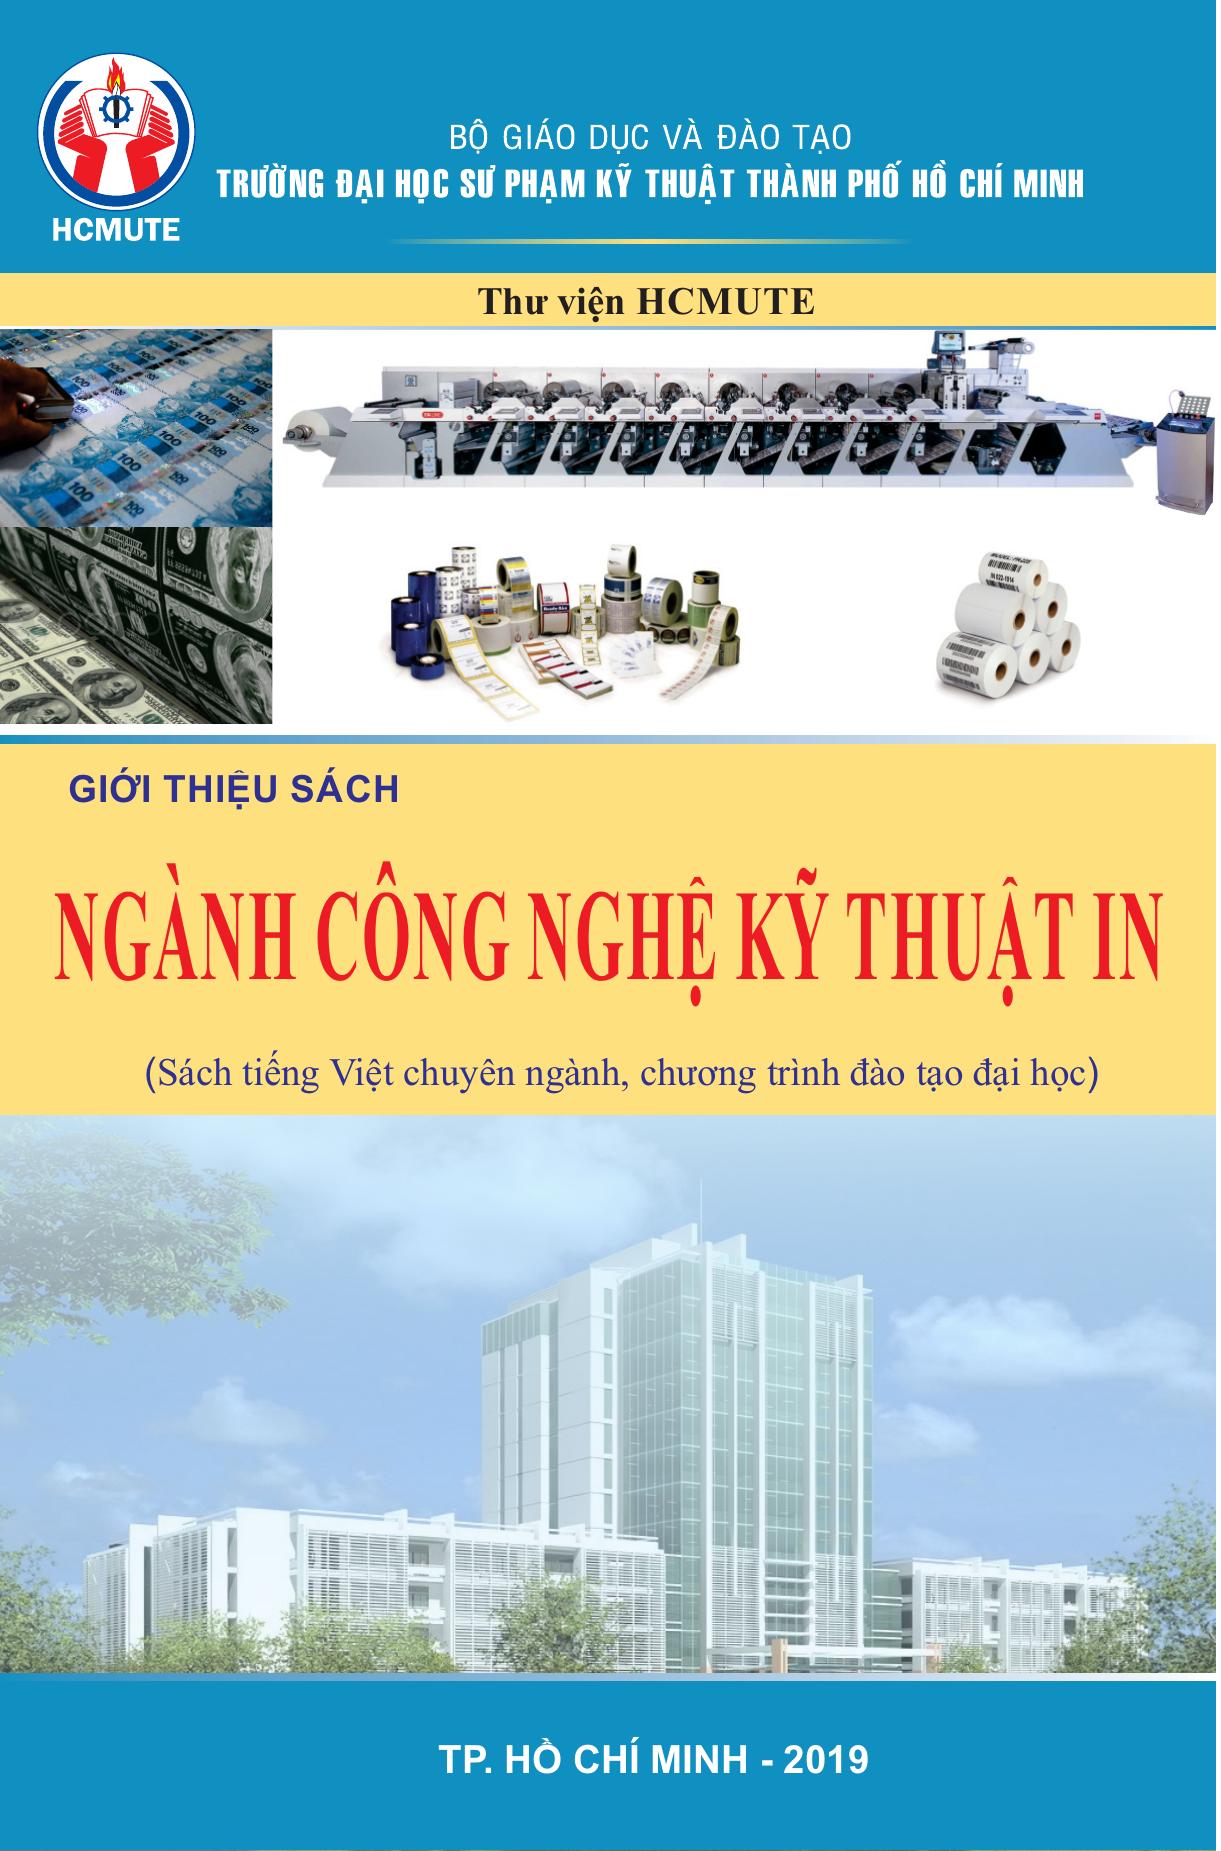 BỘ GIÁO DỤC VÀ ĐÀO TẠO
TRƯỜNG ĐẠI HỌC SƯ PHẠM KỸ THUẬT THÀNH PHỐ HỒ CHÍ MINH
HCMUTE
Thư viện HCMUTE
GIỚI THIỆU SÁCH
NGÀNH CÔNG NGHỆ KỸ THUẬT IN
(Sách tiếng Việt chuyên ngành, chương trình đào tạo đại học)
TP. HỒ CHÍ MINH - 2019